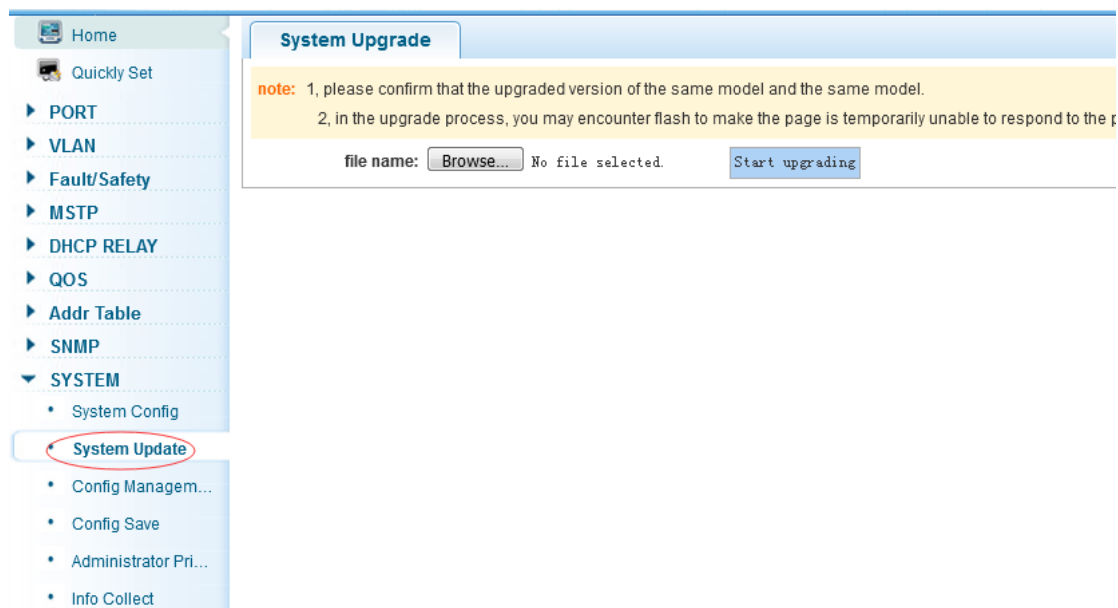 Home
Quickly Set
PORT
VLAN
Fault/Safety
MSTP
DHCP RELAY
QOS
Addr Table
SNMP
SYSTEM
System Config
System Update
Config Managem...
Config Save
Administrator Pri...
Info Collect
System Upgrade
note: 1, please confirm that the upgraded version of the same model and the same model.
2, in the upgrade process, you may encounter flash to make the page is temporarily unable to respond to the
file name: Browse... No file selected. Start upgrading